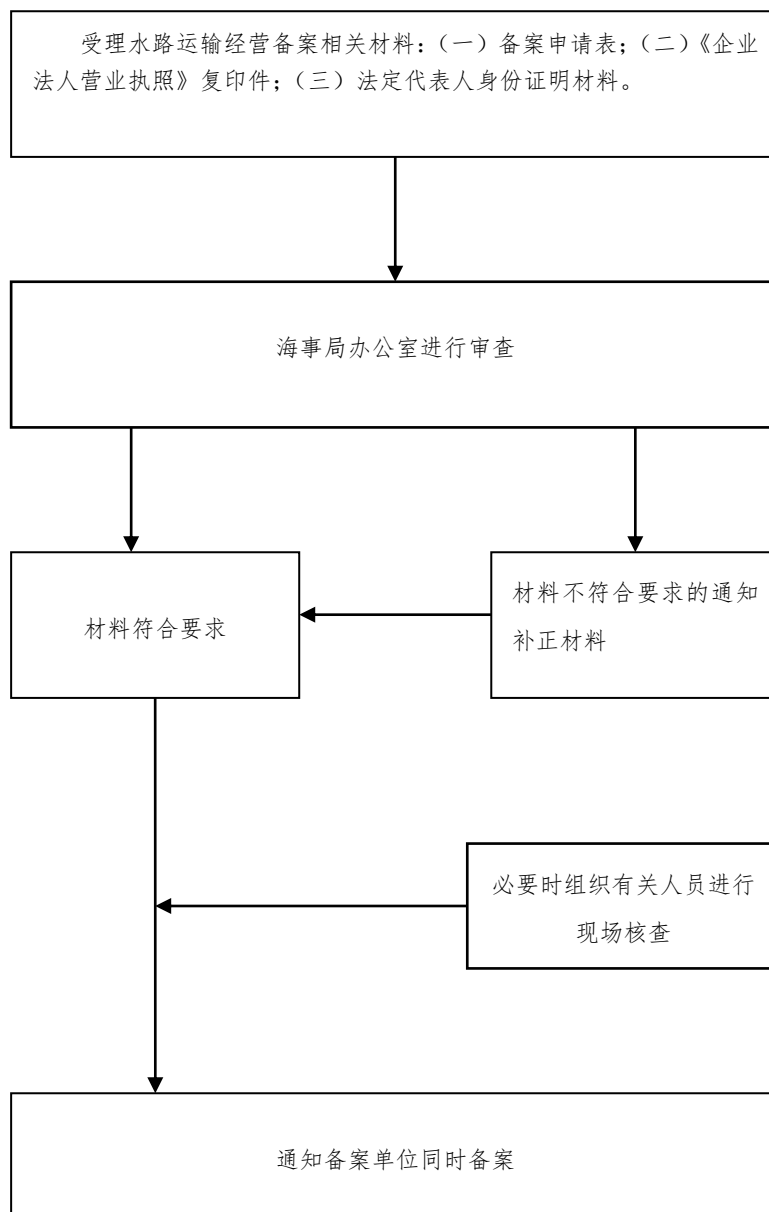 受理水路运输经营备案相关材料：（一）备案申请表；（二）《企业
法人营业执照》复印件；（三）法定代表人身份证明材料。
海事局办公室进行审查
材料符合要求
材料不符合要求的通知
补正材料
必要时组织有关人员进行
现场核查
通知备案单位同时备案